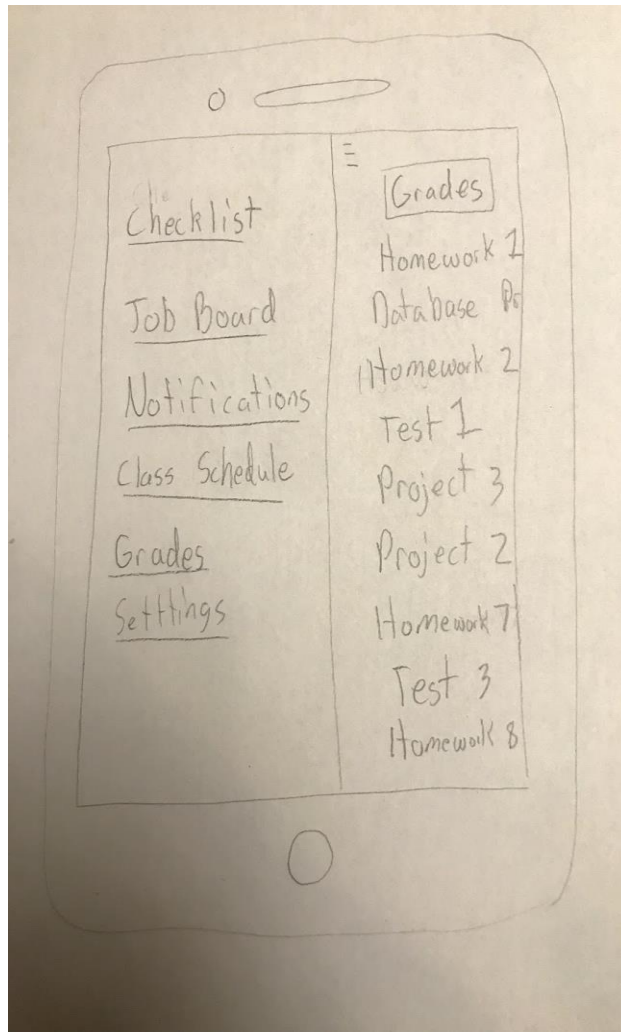 Checklist
Job Board
Notifications
Class Schedule
Grades
Setttings
Grades
Homework 1
Database
Homework 2
Test 1
Project 3
Project 2
Homework 7
Test 3
Homework 8